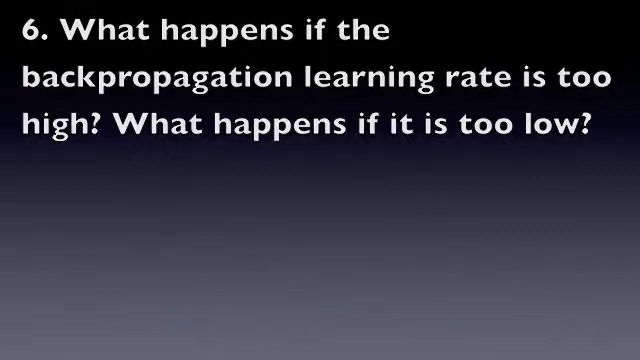 6. What happens if the
backpropagation learning rate is too
high? What happens if it is too low?